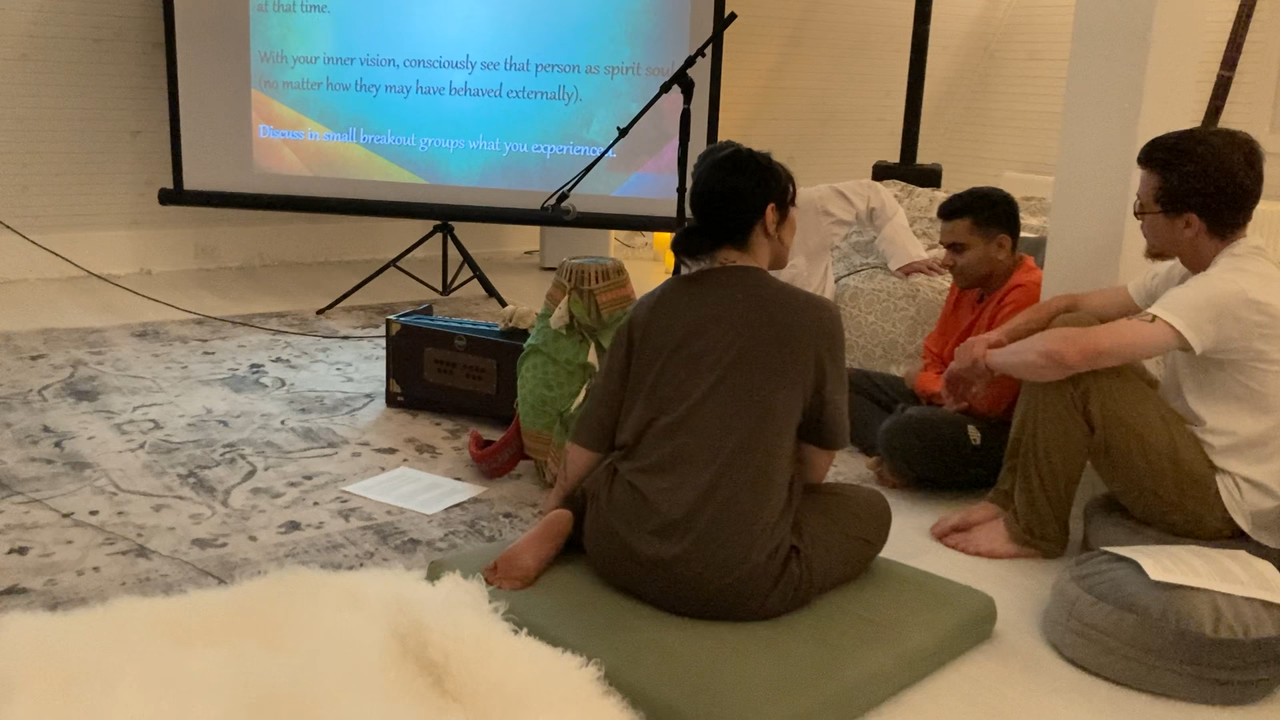 at that time.
With your inner vision, consciously see that person as spirit soul
(no matter how they may have behaved externally).
Discuss in small breakout groups what you experienced.